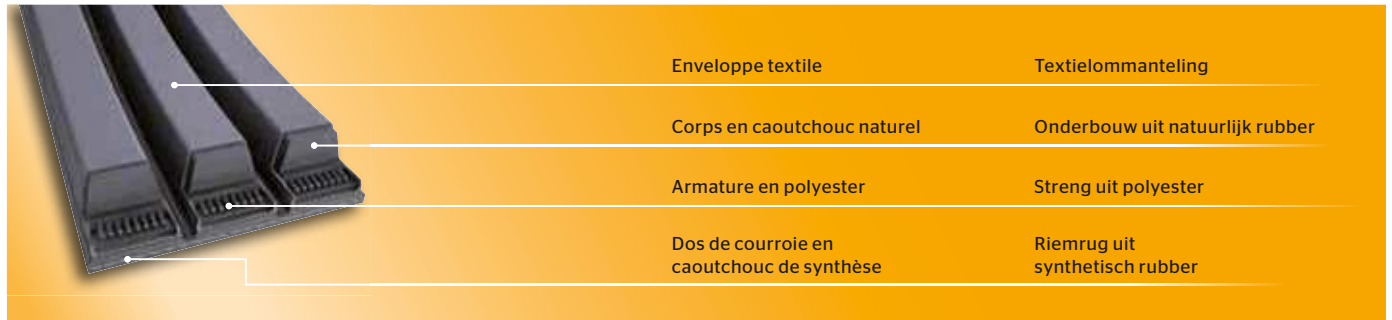 Enveloppe textile
Textielommanteling
Corps en caoutchouc naturel
Onderbouw uit natuurlijk rubber
Armature en polyester
Streng uit polyester
Dos de courroie en
caoutchouc de synthèse
Riemrug uit
synthetisch rubber